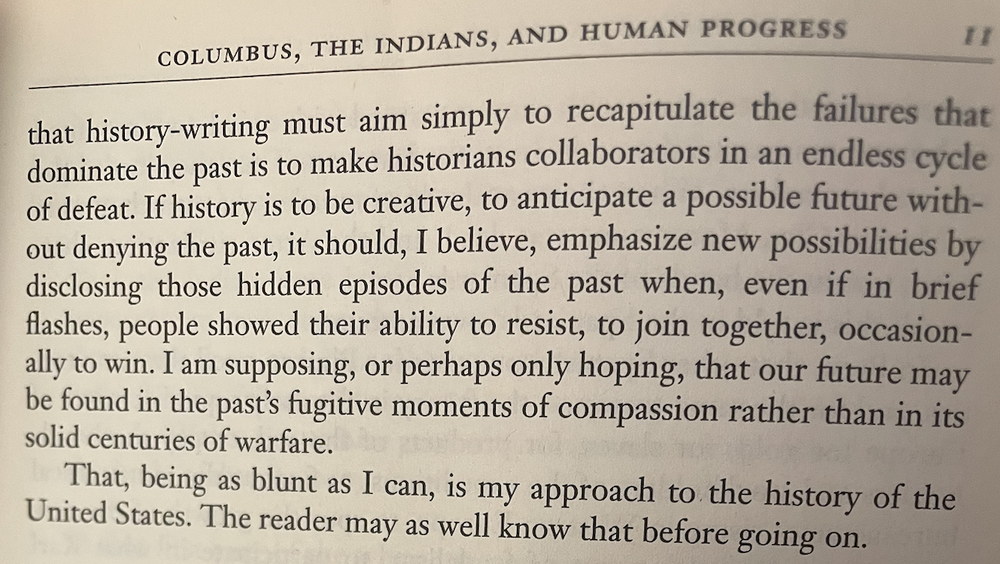 COLUMBUS, THE INDIANS, AND HUMAN PROGRESS 11
that history-writing must aim simply to recapitulate the failures that
dominate the past is to make historians collaborators in an endless cycle
of defeat. If history is to be creative, to anticipate a possible future with-
out denying the past, it should, I believe, emphasize new possibilities by
disclosing those hidden episodes of the past when, even if in brief
flashes, people showed their ability to resist, to join together, occasion-
ally to win. I am supposing, or perhaps only hoping, that our future may
be found in the past's fugitive moments of compassion rather than in its
solid centuries of warfare.
That, being as blunt as I can, is my approach to the history of the
United States. The reader may as well know that before going on.